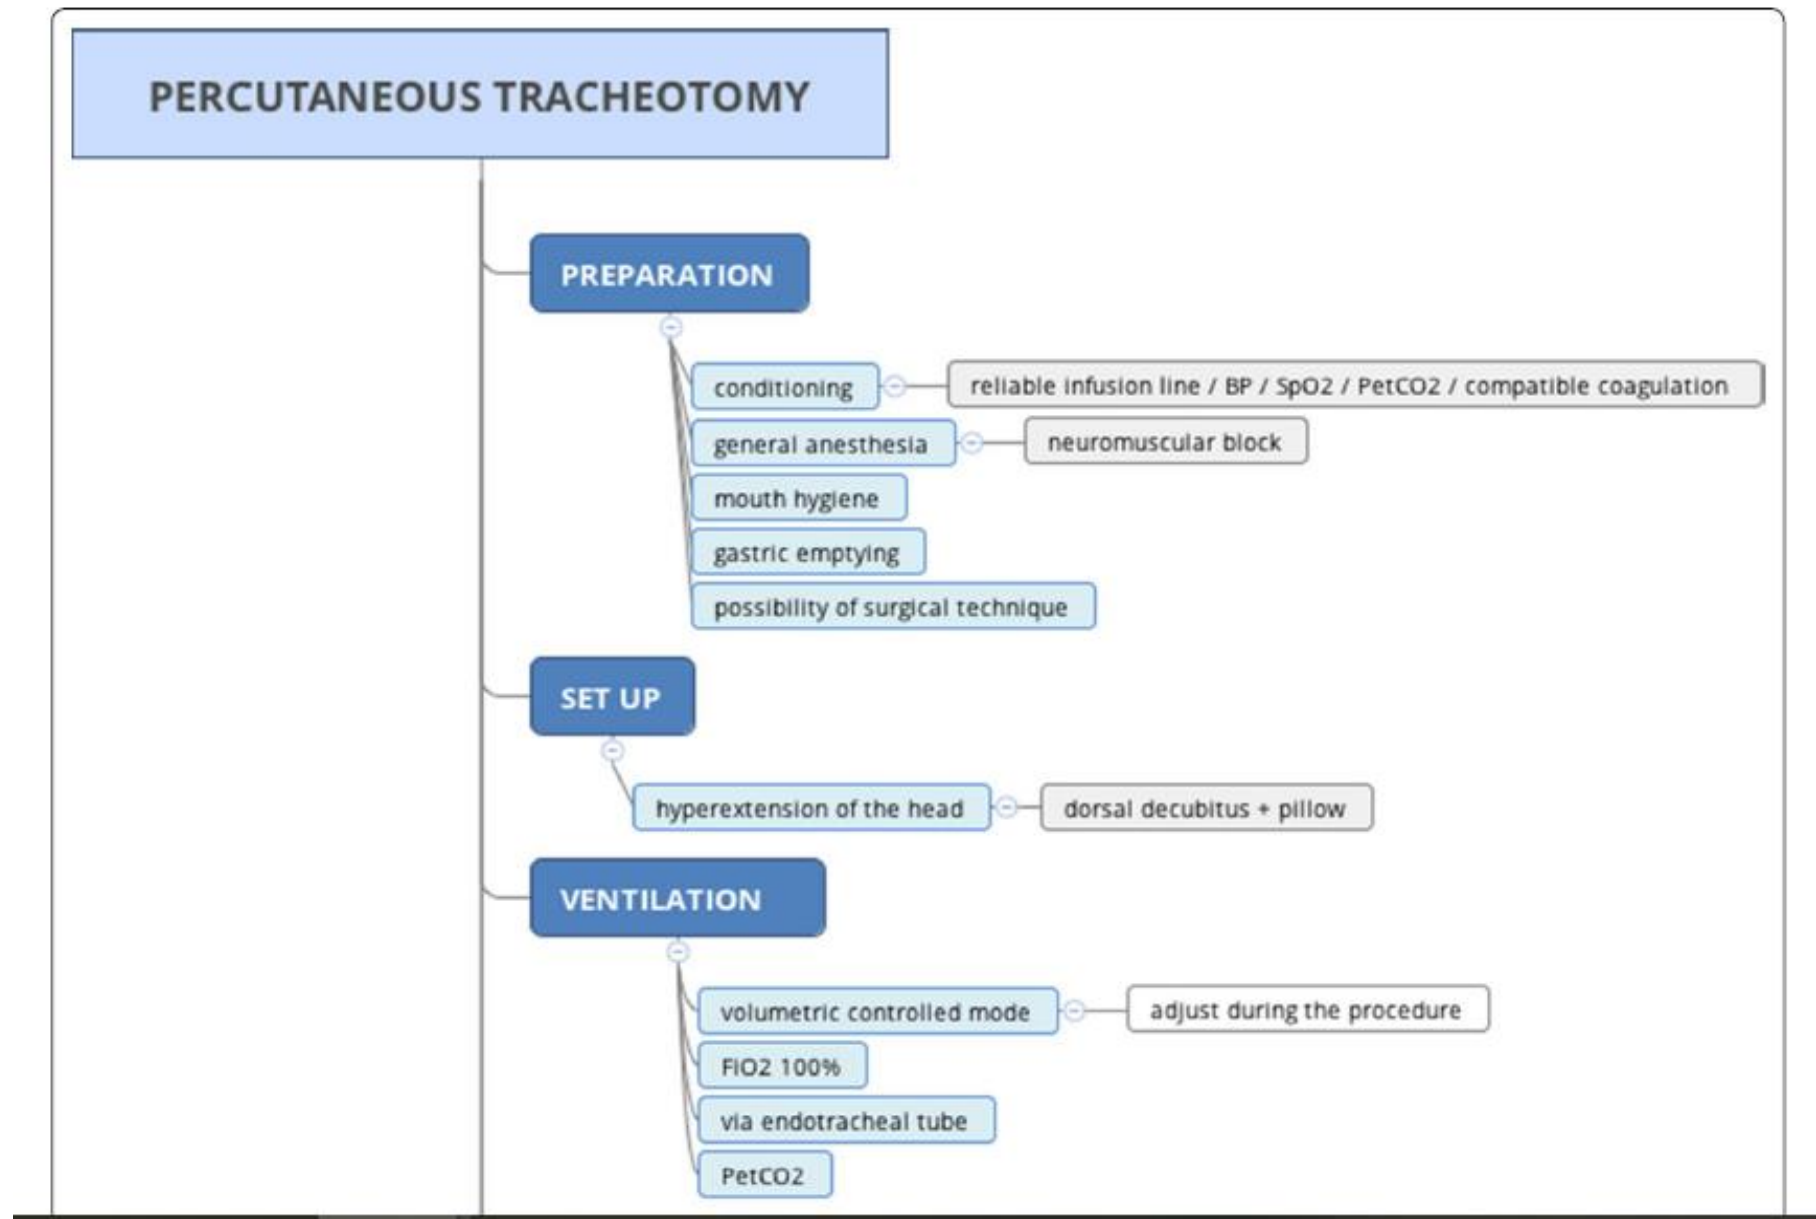 PERCUTANEOUS TRACHEOTOMY
PREPARATION
conditioning
reliable infusion line / BP / SpO2 / PetCO2 / compatible coagulation
general anesthesia
neuromuscular block
mouth hygiene
gastric emptying
possibility of surgical technique
SET UP
hyperextension of the head
dorsal decubitus + pillow
VENTILATION
volumetric controlled mode
adjust during the procedure
FiO2 100%
via endotracheal tube
PetCO2